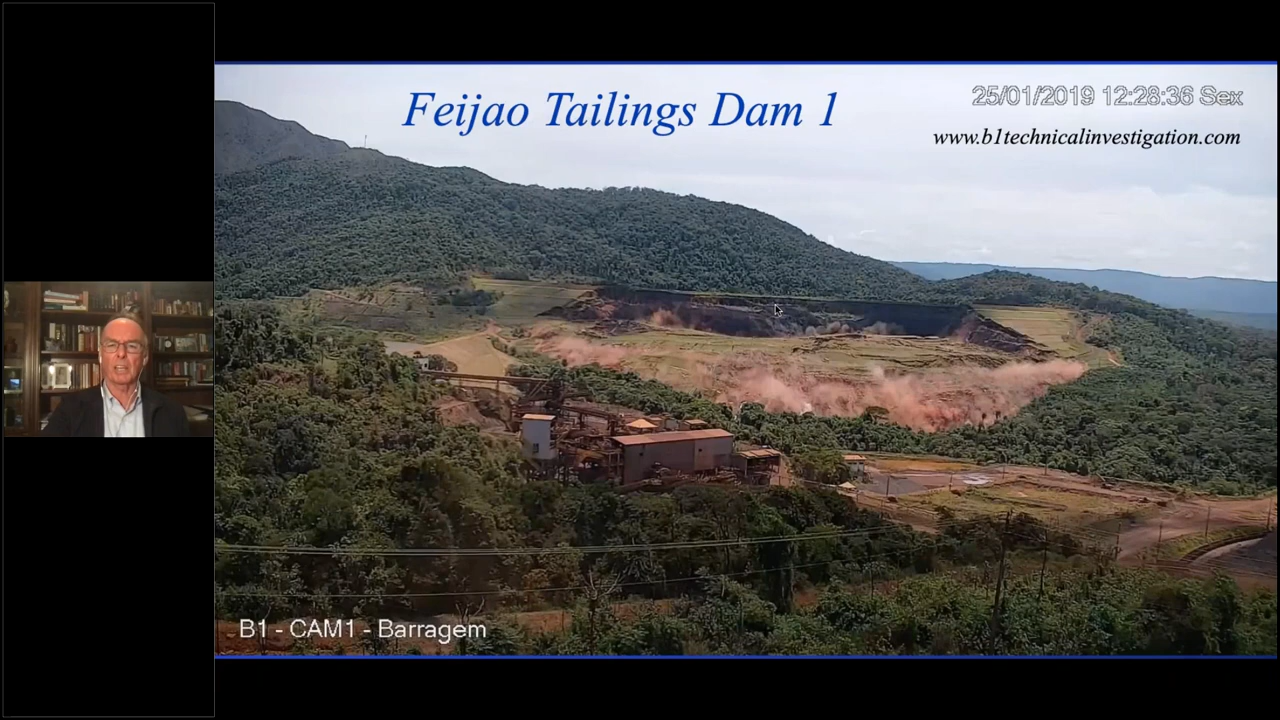 Feijao Tailings Dam 1
25/01/2019 12:28:36 Sex
www.b1technicalinvestigation.com
B1 - CAM1 - Barragem